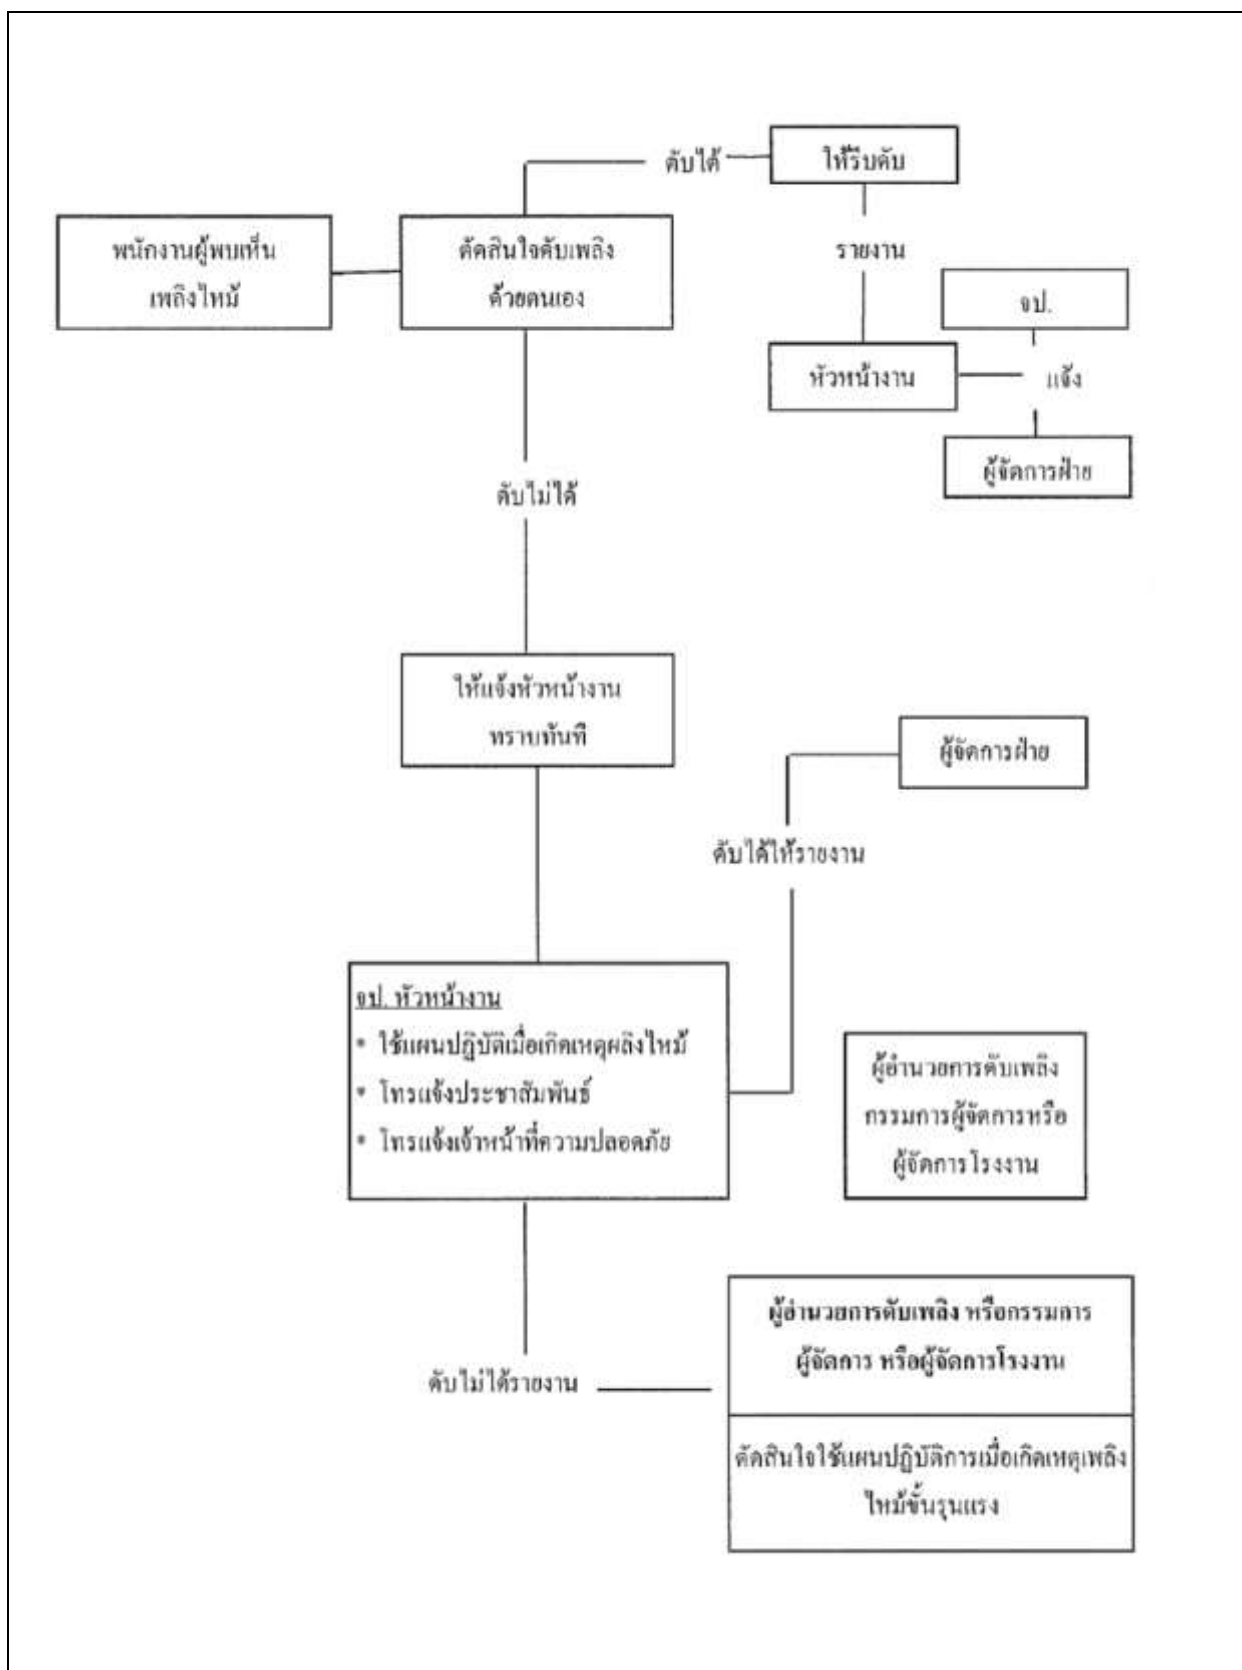 ดับได้
ให้รีบดับ
พนักงานผู้พบเห็น
เพลิงไหม้
ตัดสินใจดับเพลิง
ด้วยตนเอง
รายงาน
จป.
หัวหน้างาน
แจ้ง
ผู้จัดการฝ่าย
ดับไม่ได้
ให้แจ้งหัวหน้างาน
ทราบทันที
ผู้จัดการฝ่าย
ดับได้ให้รายงาน
จป. หัวหน้างาน
* ใช้แผนปฏิบัติเมื่อเกิดเหตุผลิงไหม้
* โทรแจ้งประชาสัมพันธ์
* โทรแจ้งเจ้าหน้าที่ความปลอดภัย
ผู้อำนวยการดับเพลิง
กรรมการผู้จัดการหรือ
ผู้จัดการโรงงาน
ผู้อำนวยการดับเพลิง หรือกรรมการ
ผู้จัดการ หรือผู้จัดการโรงงาน
ดับไม่ได้รายงาน
ตัดสินใจใช้แผนปฏิบัติการเมื่อเกิดเหตุเพลิง
ไหม้ขั้นรุนแรง